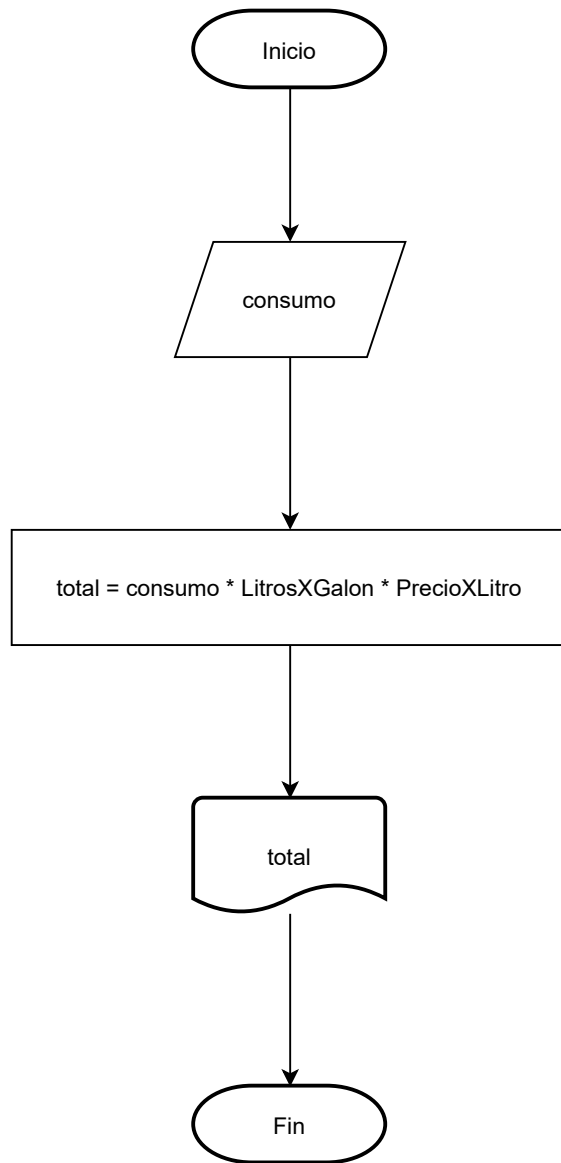 Inicio
consumo
total = consumo * LitrosXGalon * PrecioXLitro
total
Fin